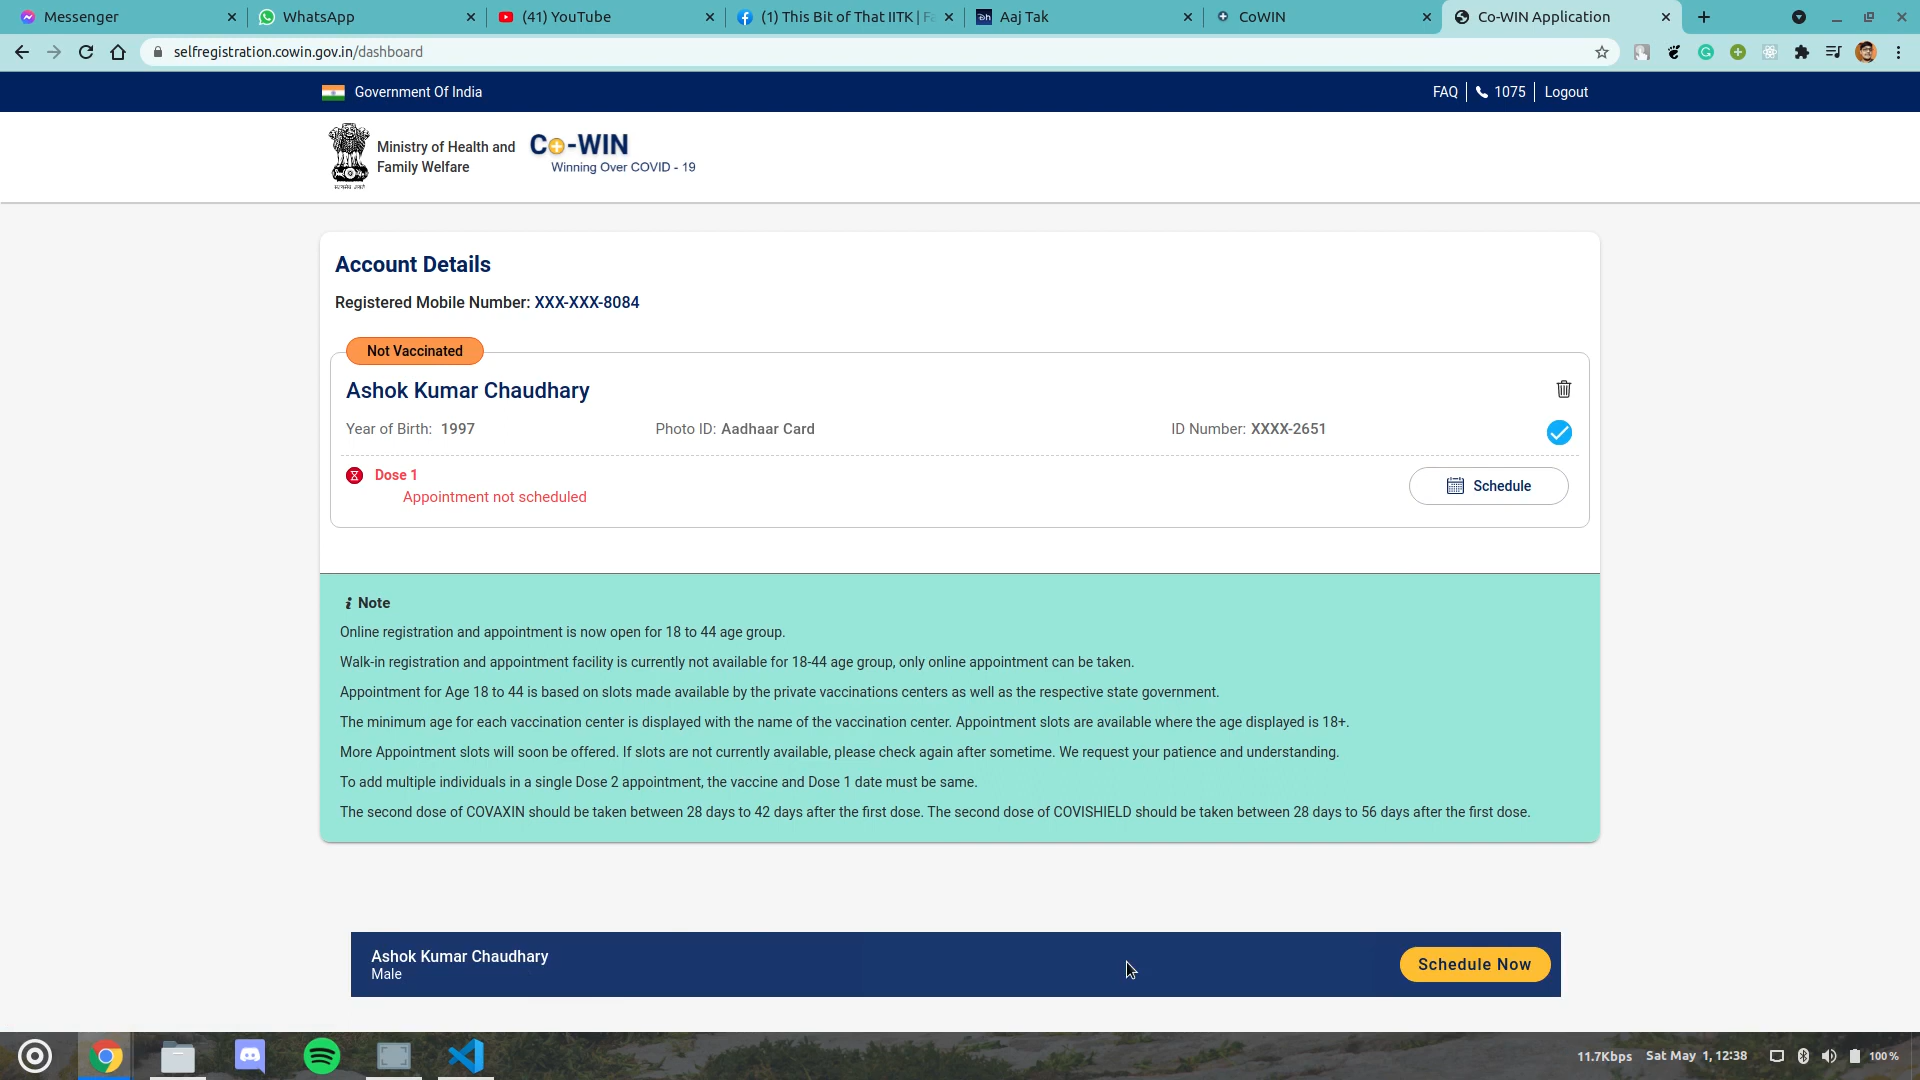 Messenger
WhatsApp
(41) YouTube
(1) This Bit of That IITK | Fa
Aaj Tak
CoWIN
Co-WIN Application
selfregistration.cowin.gov.in/dashboard
Government Of India
FAQ
1075
Logout
Ministry of Health and
Family Welfare
Co-WIN
Winning Over COVID - 19
Account Details
Registered Mobile Number: XXX-XXX-8084
Not Vaccinated
Ashok Kumar Chaudhary
Year of Birth: 1997
Photo ID: Aadhaar Card
ID Number: XXXX-2651
Dose 1
Appointment not scheduled
Schedule
i Note
Online registration and appointment is now open for 18 to 44 age group.
Walk-in registration and appointment facility is currently not available for 18-44 age group, only online appointment can be taken.
Appointment for Age 18 to 44 is based on slots made available by the private vaccinations centers as well as the respective state government.
The minimum age for each vaccination center is displayed with the name of the vaccination center. Appointment slots are available where the age displayed is 18+.
More Appointment slots will soon be offered. If slots are not currently available, please check again after sometime. We request your patience and understanding.
To add multiple individuals in a single Dose 2 appointment, the vaccine and Dose 1 date must be same.
The second dose of COVAXIN should be taken between 28 days to 42 days after the first dose. The second dose of COVISHIELD should be taken between 28 days to 56 days after the first dose.
Ashok Kumar Chaudhary
Male
Schedule Now
11.7Kbps
Sat May 1, 12:38
100 %